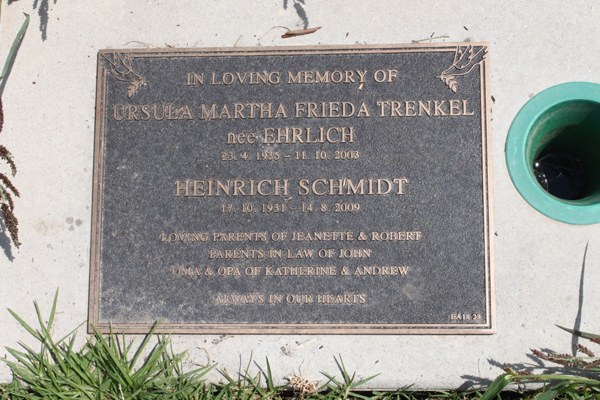 IN LOVING MEMORY OF
URSULA MARTHA FRIEDA TRENKEL
nee EHRLICH
23. 4. 1935 – 11. 10. 2003
HEINRICH SCHMIDT
17. 10. 1931 – 14. 8. 2009
LOVING PARENTS OF JEANETTE & ROBERT
PARENTS IN LAW OF JOHN
OMA & OPA OF KATHERINE & ANDREW
ALWAYS IN OUR HEARTS